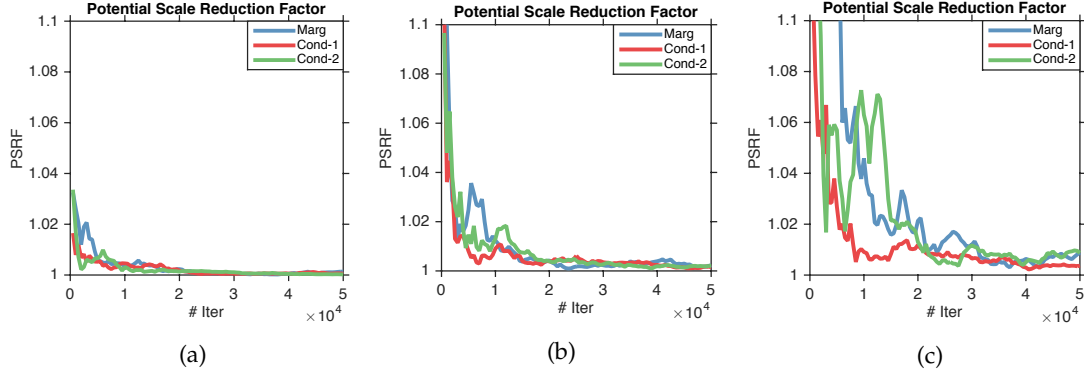 Potential Scale Reduction Factor
1.1
1.08
1.06
1.04
1.02
1
PSRF
Marg
Cond-1
Cond-2
0 1 2 3 4 5
# Iter
×10^4
(a)
Potential Scale Reduction Factor
1.1
1.08
1.06
1.04
1.02
1
PSRF
Marg
Cond-1
Cond-2
0 1 2 3 4 5
# Iter
×10^4
(b)
Potential Scale Reduction Factor
1.1
1.08
1.06
1.04
1.02
1
PSRF
Marg
Cond-1
Cond-2
0 1 2 3 4 5
# Iter
×10^4
(c)